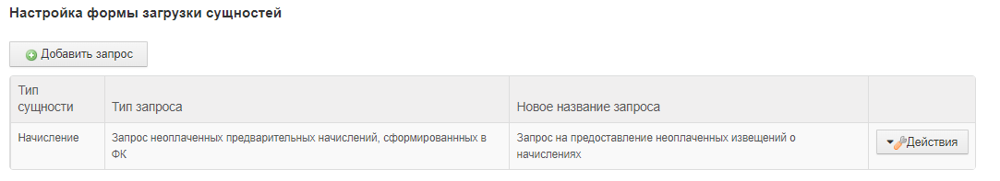 Настройка формы загрузки сущностей
Добавить запрос
Тип
сущности
Тип запроса
Новое название запроса
Начисление
Запрос неоплаченных предварительных начислений, сформированнных в
ФК
Запрос на предоставление неоплаченных извещений о
начислениях
Действия